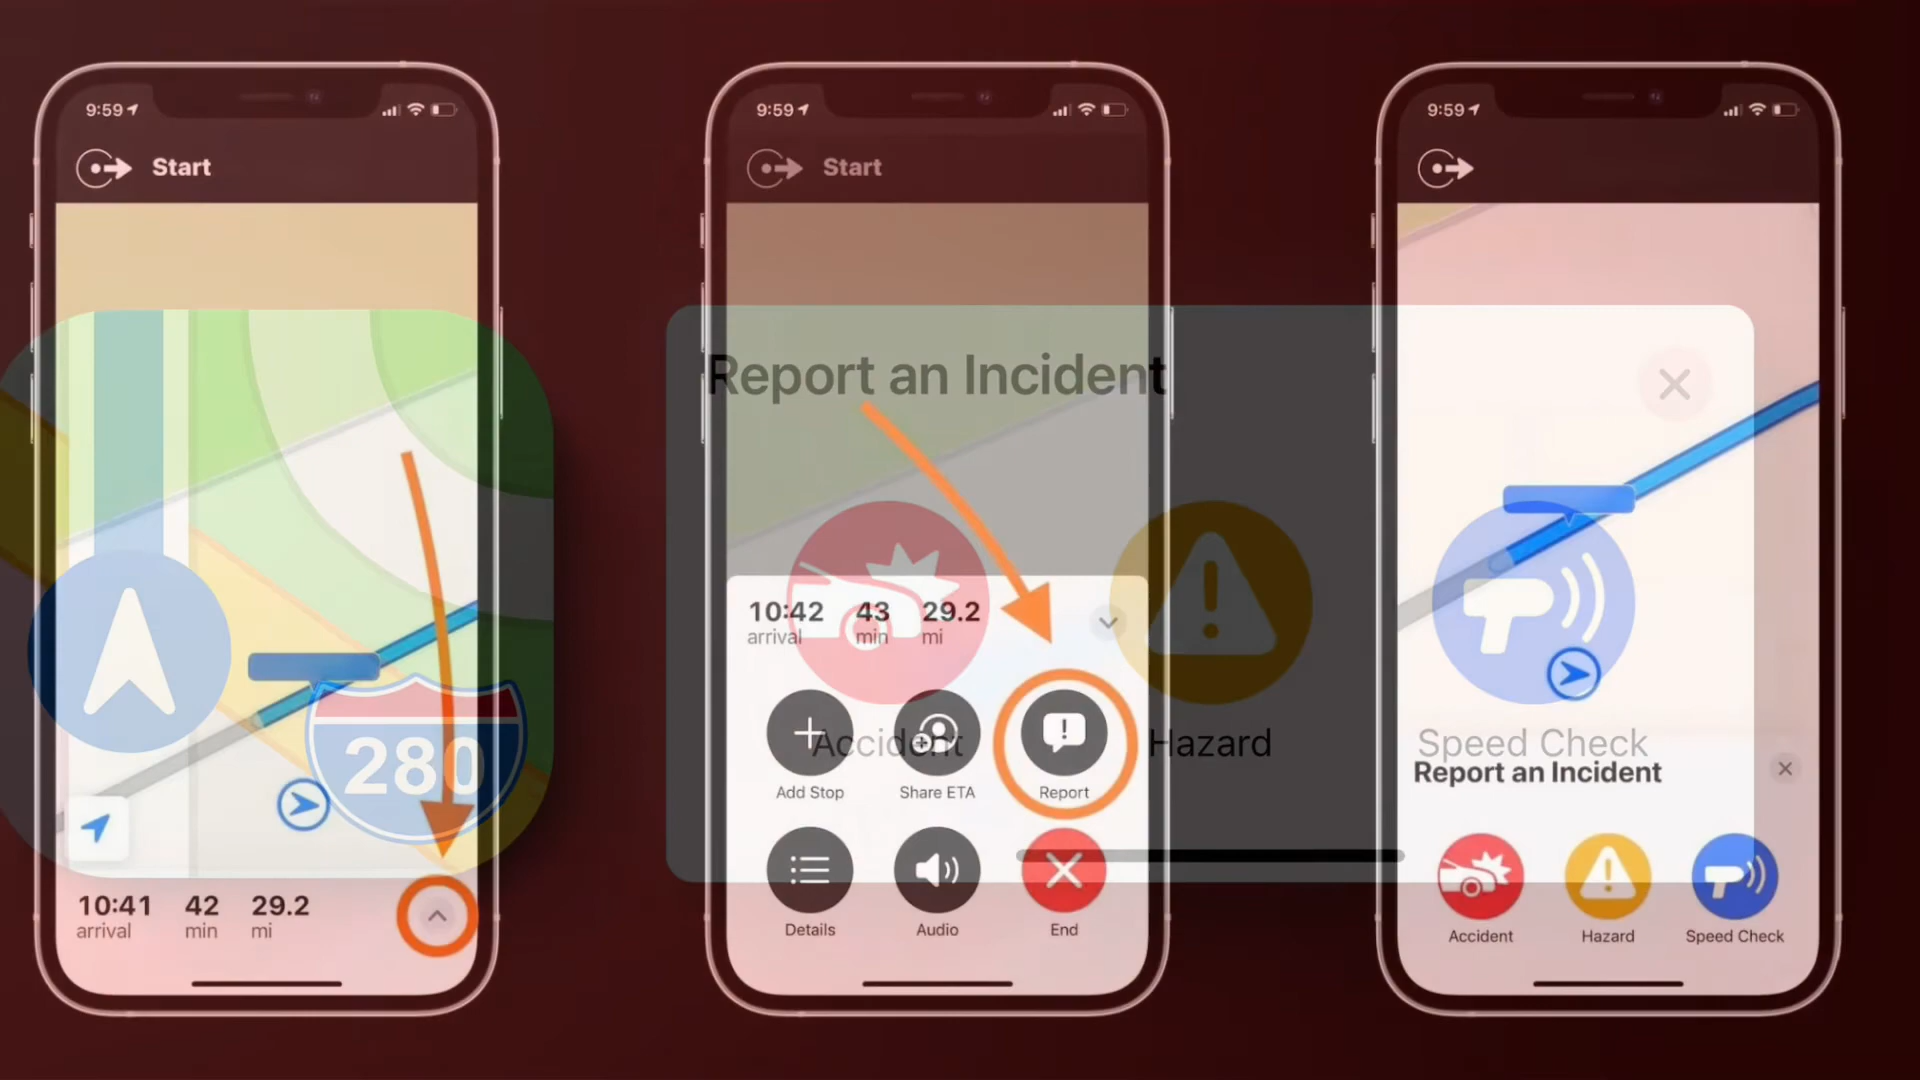 9:59
Start
280
10:41 42 29.2
arrival min mi
9:59
Start
Report an Incident
Accident Hazard Speed Check
10:42 43 29.2
arrival min mi
Add Stop Share ETA Report
Details Audio End
9:59
Report an Incident
Accident Hazard Speed Check